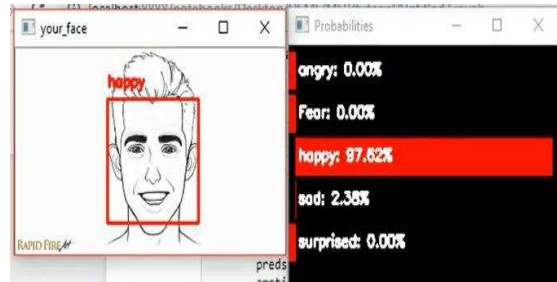 your_face
Probabilities
happy
RAPID FIRE Art
angry: 0.00%
Fear: 0.00%
happy: 97.62%
sad: 2.38%
surprised: 0.00%
preds